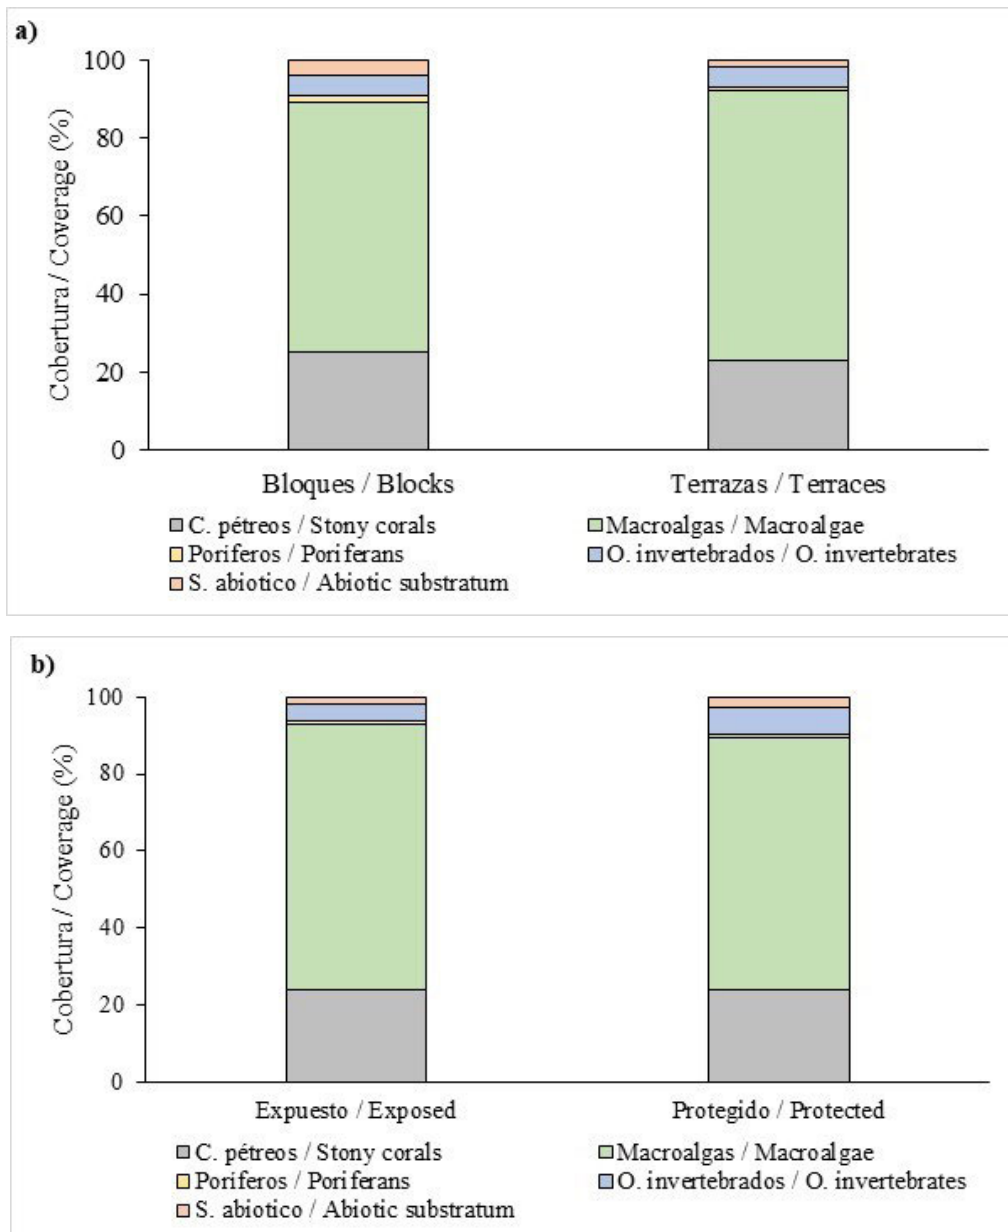 a)
100
80
60
40
20
0
Cobertura / Coverage (%)
Bloques / Blocks
Terrazas / Terraces
C. pétreos / Stony corals
Macroalgas / Macroalgae
Poriferos / Poriferans
O. invertebrados / O. invertebrates
S. abiotico / Abiotic substratum
b)
100
80
60
40
20
0
Cobertura / Coverage (%)
Expuesto / Exposed
Protegido / Protected
C. pétreos / Stony corals
Macroalgas / Macroalgae
Poriferos / Poriferans
O. invertebrados / O. invertebrates
S. abiotico / Abiotic substratum